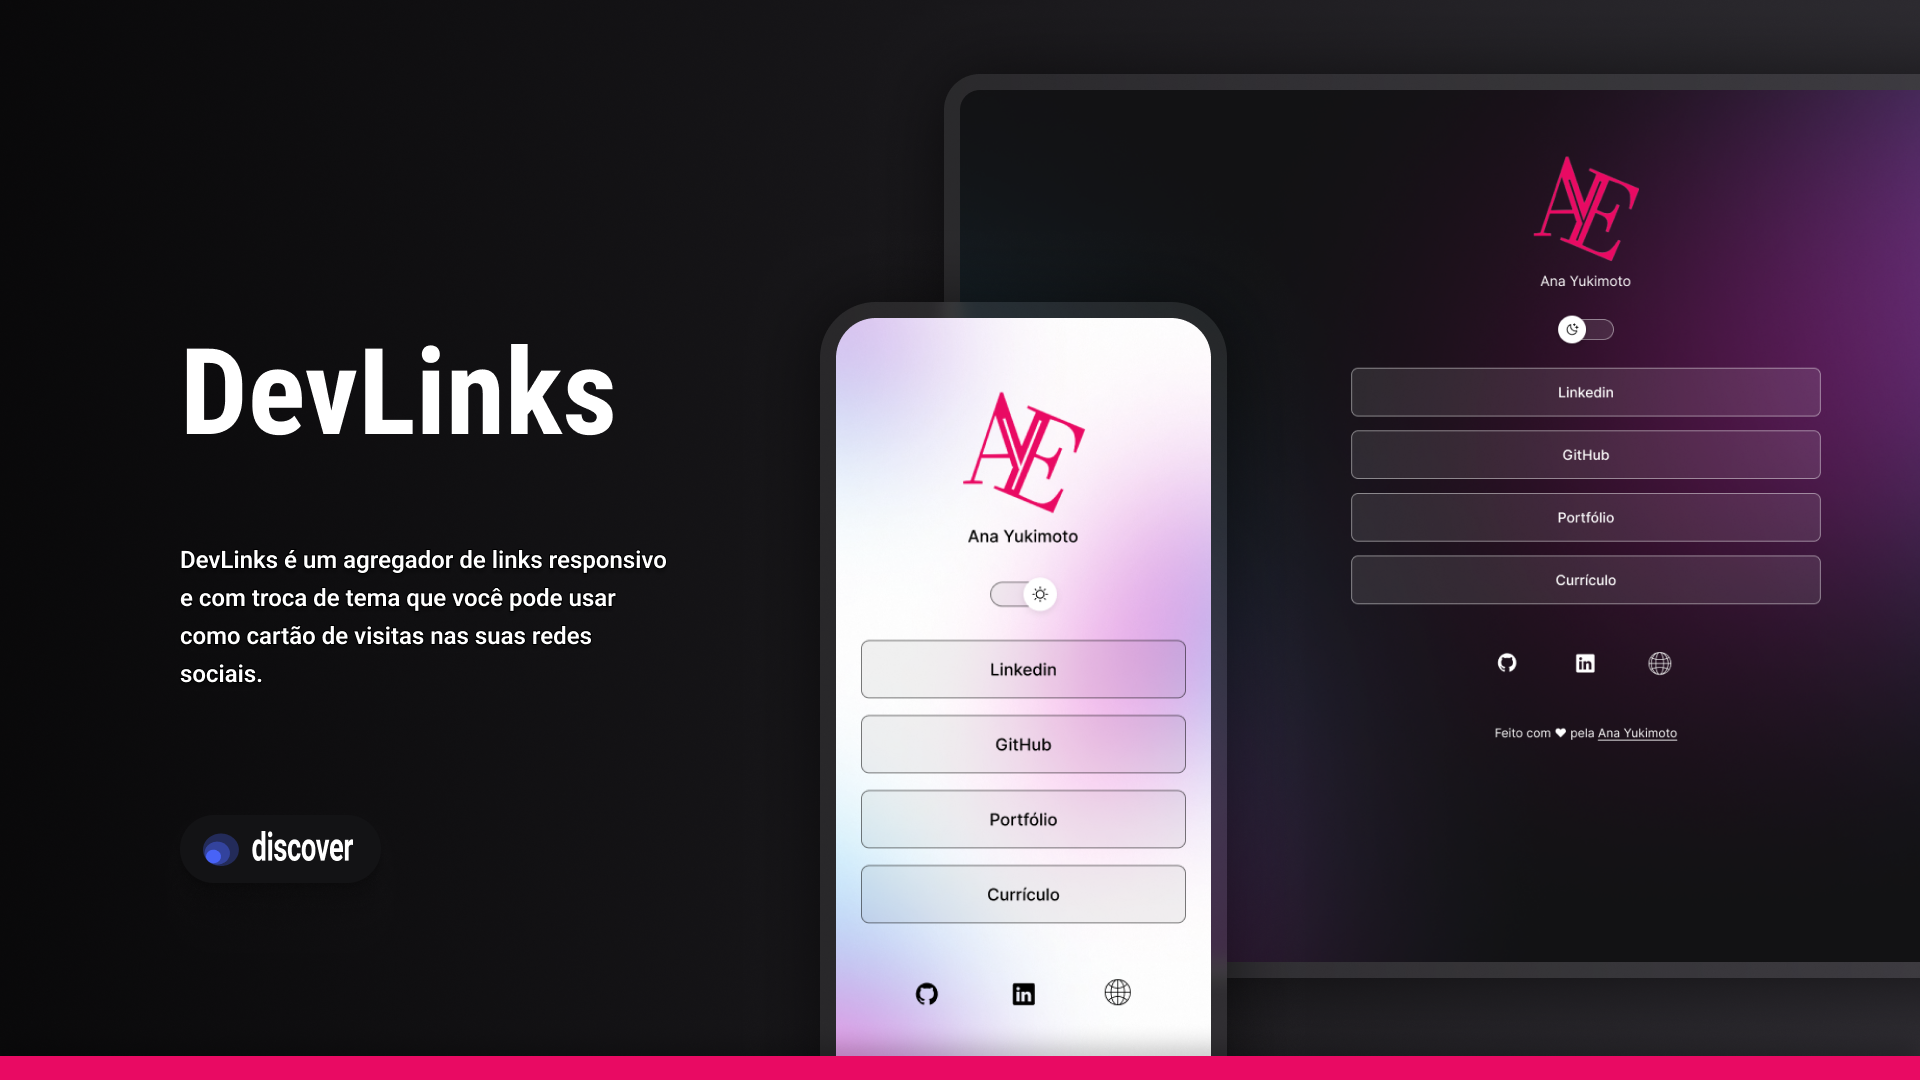 DevLinks
DevLinks é um agregador de links responsivo
e com troca de tema que você pode usar
como cartão de visitas nas suas redes
sociais.
discover
AYE
Ana Yukimoto
Linkedin
GitHub
Portfólio
Currículo
in
AYE
Ana Yukimoto
Linkedin
GitHub
Portfólio
Currículo
in
Feito com ❤ pela Ana Yukimoto